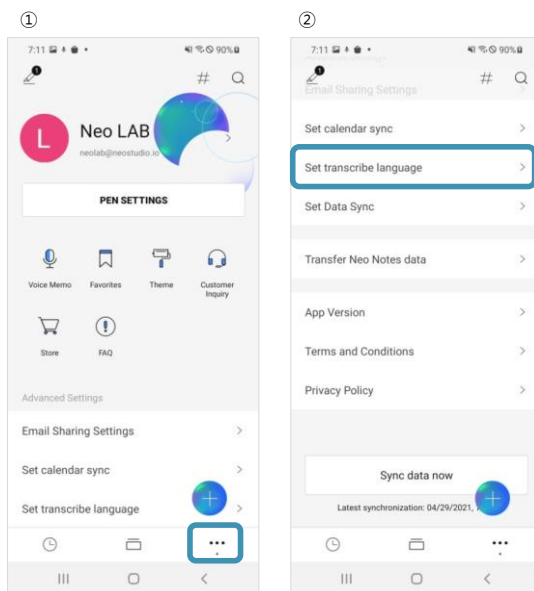 ①
7:11 90%
1
#
L
Neo LAB
neolab@neostudio.io
PEN SETTINGS
Voice Memo Favorites Theme Customer Inquiry
Store FAQ
Advanced Settings
Email Sharing Settings
Set calendar sync
Set transcribe language
②
7:11 90%
1
#
Email Sharing Settings
Set calendar sync
Set transcribe language
Set Data Sync
Transfer Neo Notes data
App Version
Terms and Conditions
Privacy Policy
Sync data now
Latest synchronization: 04/29/2021,